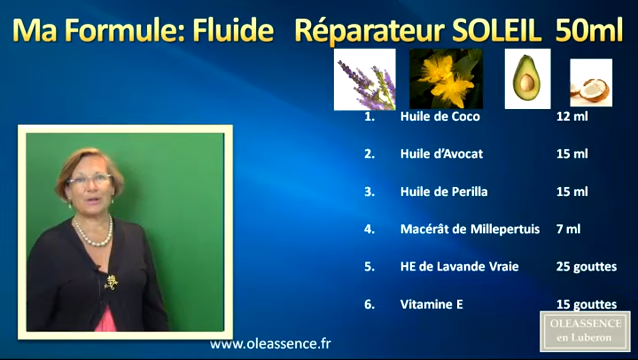 Ma Formule: Fluide Réparateur SOLEIL 50ml
1. Huile de Coco 12 ml
2. Huile d'Avocat 15 ml
3. Huile de Perilla 15 ml
4. Macérât de Millepertuis 7 ml
5. HE de Lavande Vraie 25 gouttes
6. Vitamine E 15 gouttes
OLEASSENCE
en Luberon
www.oleassence.fr